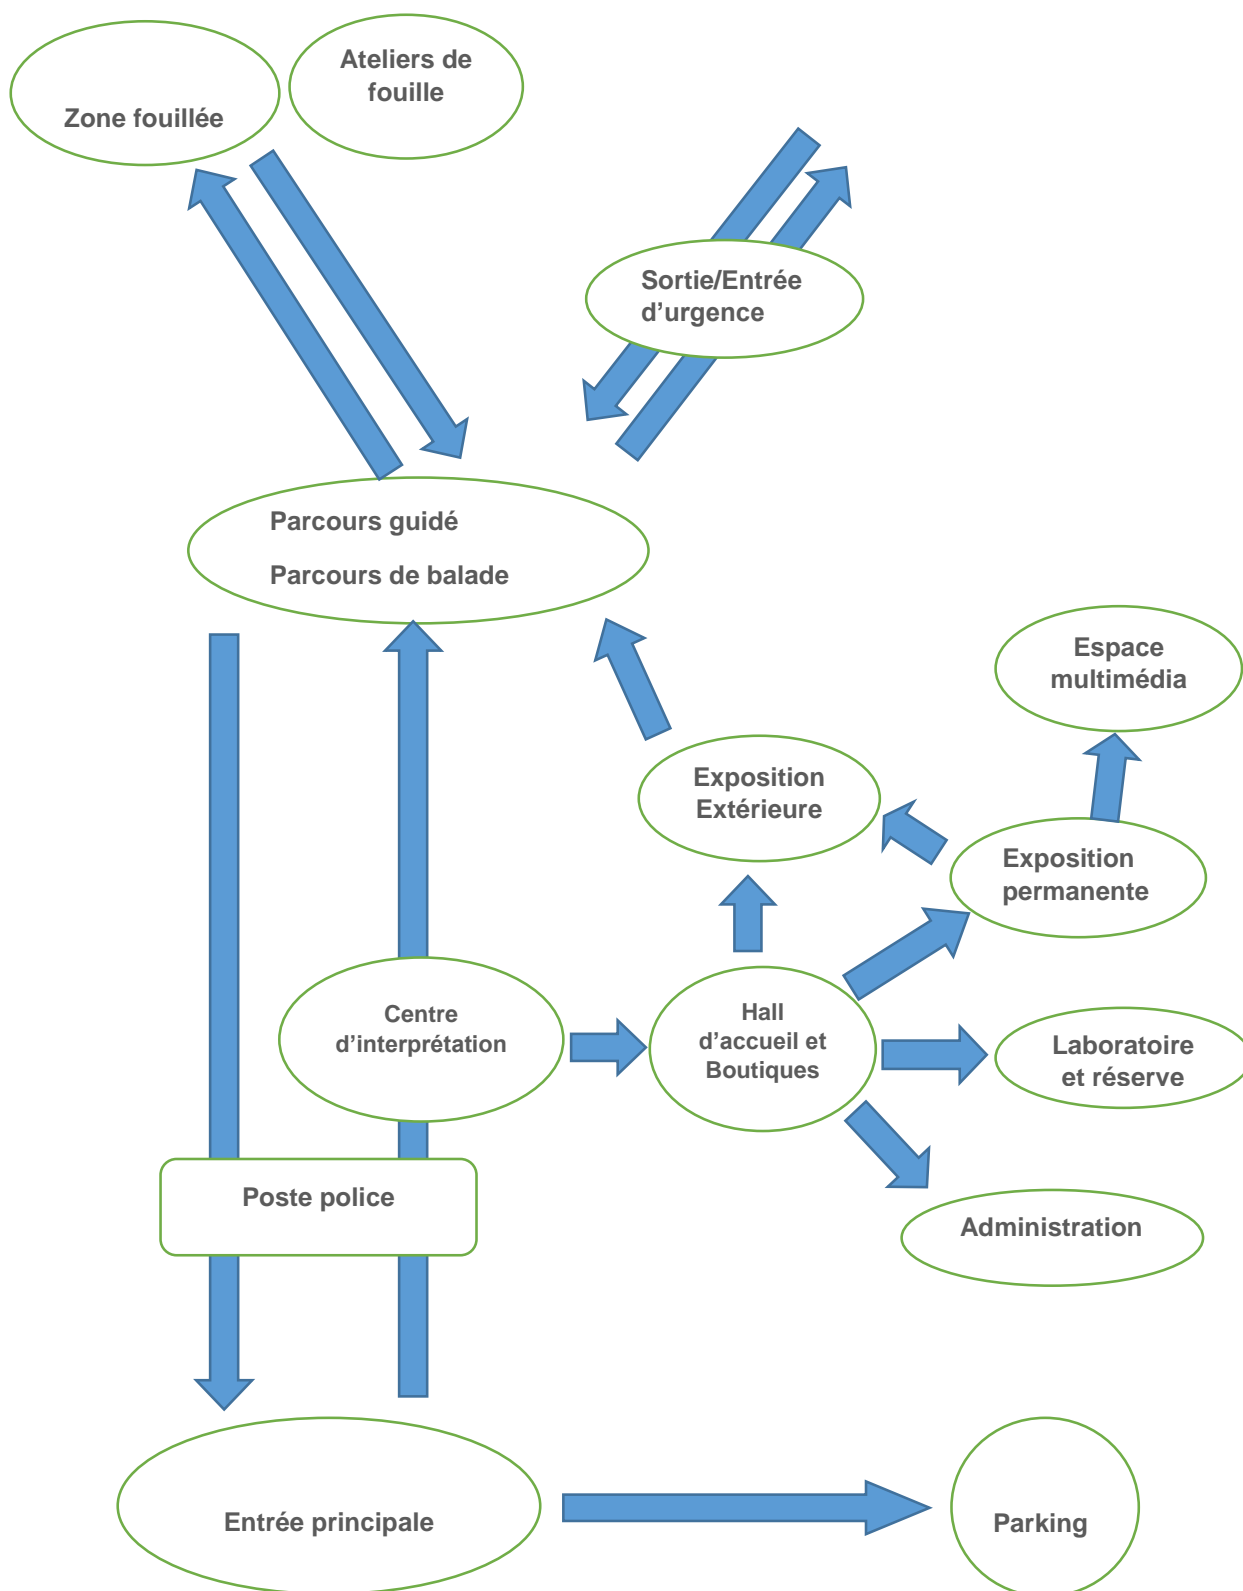 Ateliers de
fouille
Zone fouillée
Sortie/Entrée
d’urgence
Parcours guidé
Parcours de balade
Espace
multimédia
Exposition
Extérieure
Exposition
permanente
Centre
d’interprétation
Hall
d’accueil et
Boutiques
Laboratoire
et réserve
Poste police
Administration
Entrée principale
Parking